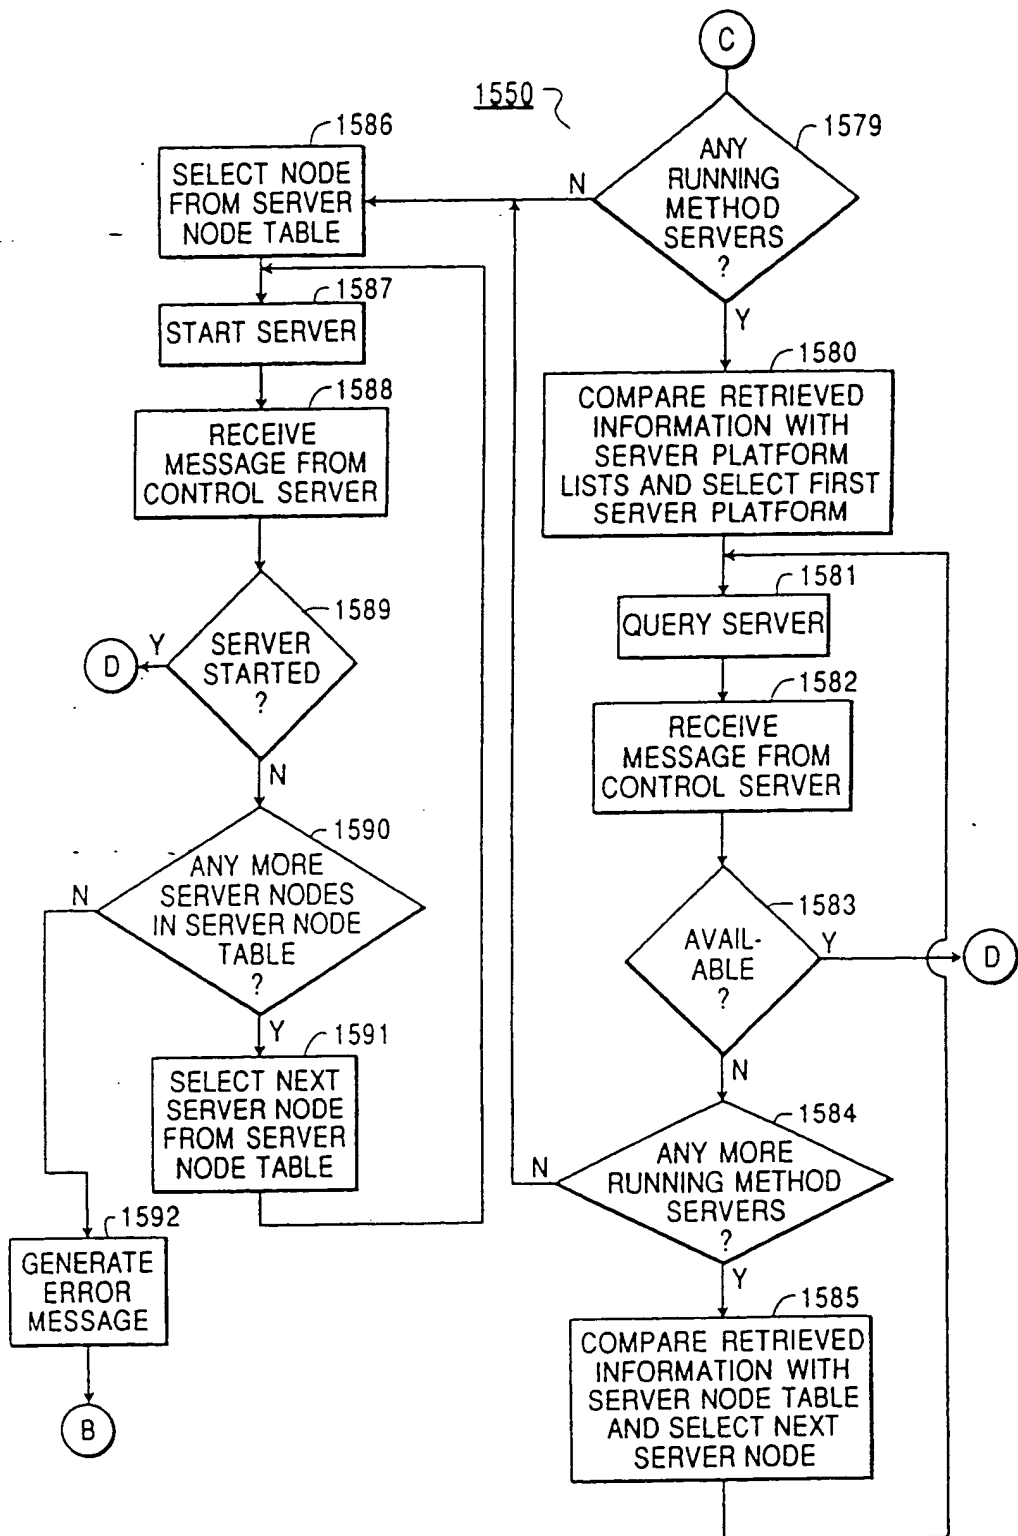 C
1550
1579
ANY
RUNNING
METHOD
SERVERS
?
N
Y
1586
SELECT NODE
FROM SERVER
NODE TABLE
1587
START SERVER
1588
RECEIVE
MESSAGE FROM
CONTROL SERVER
1589
SERVER
STARTED
?
Y
D
N
1590
ANY MORE
SERVER NODES
IN SERVER NODE
TABLE
?
N
Y
1591
SELECT NEXT
SERVER NODE
FROM SERVER
NODE TABLE
1592
GENERATE
ERROR
MESSAGE
B
1580
COMPARE RETRIEVED
INFORMATION WITH
SERVER PLATFORM
LISTS AND SELECT FIRST
SERVER PLATFORM
1581
QUERY SERVER
1582
RECEIVE
MESSAGE FROM
CONTROL SERVER
1583
AVAIL-
ABLE
?
Y
D
N
1584
ANY MORE
RUNNING METHOD
SERVERS
?
N
Y
1585
COMPARE RETRIEVED
INFORMATION WITH
SERVER NODE TABLE
AND SELECT NEXT
SERVER NODE